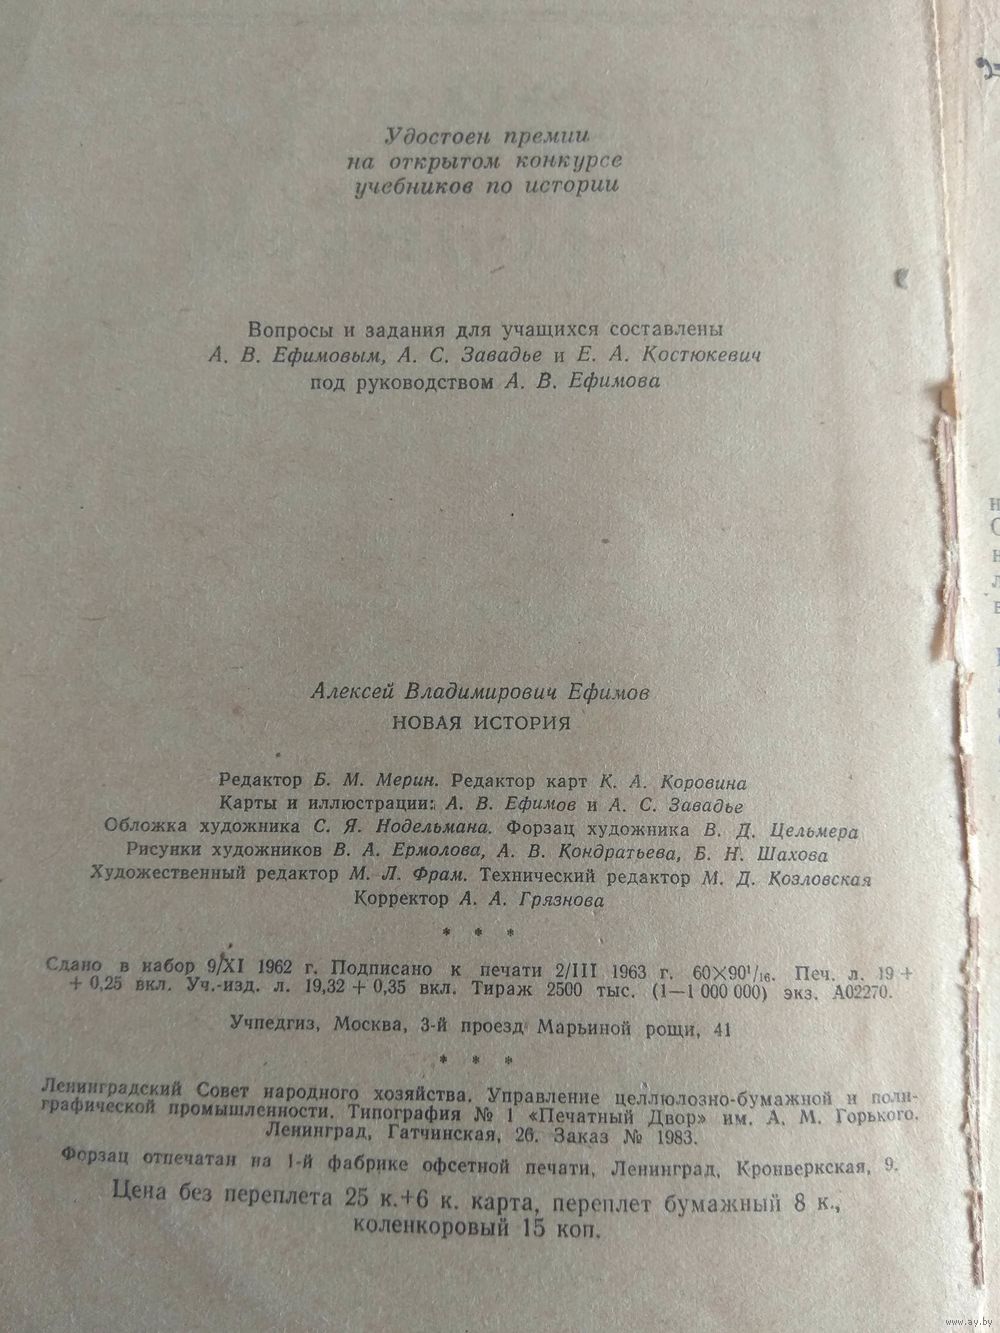 Удостоен премии
на открытом конкурсе
учебников по истории
Вопросы и задания для учащихся составлены
А. В. Ефимовым, А. С. Завадье и Е. А. Костюкевич
под руководством А. В. Ефимова
Алексей Владимирович Ефимов
НОВАЯ ИСТОРИЯ
Редактор Б. М. Мерин. Редактор карт К. А. Коровина
Карты и иллюстрации: А. В. Ефимов и А. С. Завадье
Обложка художника С. Я. Нодельмана. Форзац художника В. Д. Цельмера
Рисунки художников В. А. Ермолова, А. В. Кондратьева, Б. Н. Шахова
Художественный редактор М. Л. Фрам. Технический редактор М. Д. Козловская
Корректор А. А. Грязнова
* * *
Сдано в набор 9/XI 1962 г. Подписано к печати 2/III 1963 г. 60×90¹/₁₆. Печ. л. 19 +
+ 0,25 вкл. Уч.-изд. л. 19,32 + 0,35 вкл. Тираж 2500 тыс. (1—1 000 000) экз. А02270.
Учпедгиз, Москва, 3-й проезд Марьиной рощи, 41
* * *
Ленинградский Совет народного хозяйства. Управление целлюлозно-бумажной и поли-
графической промышленности. Типография № 1 «Печатный Двор» им. А. М. Горького.
Ленинград, Гатчинская, 26. Заказ № 1983.
Форзац отпечатан на 1-й фабрике офсетной печати, Ленинград, Кронверкская, 9.
Цена без переплета 25 к.+6 к. карта, переплет бумажный 8 к.,
коленкоровый 15 коп.
www.ay.by